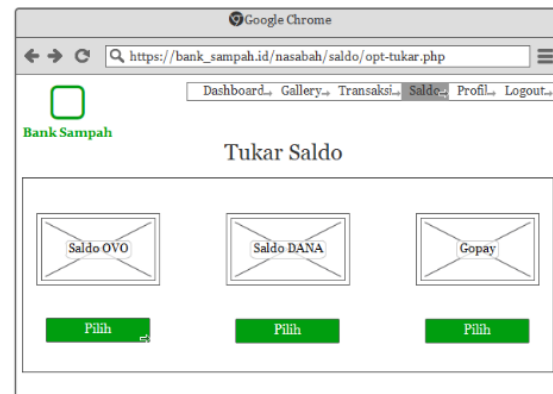 Google Chrome
https://bank_sampah.id/nasabah/saldo/opt-tukar.php
Dashboard Gallery Transaksi Saldo Profil Logout
Bank Sampah
Tukar Saldo
Saldo OVO Saldo DANA Gopay
Pilih Pilih Pilih